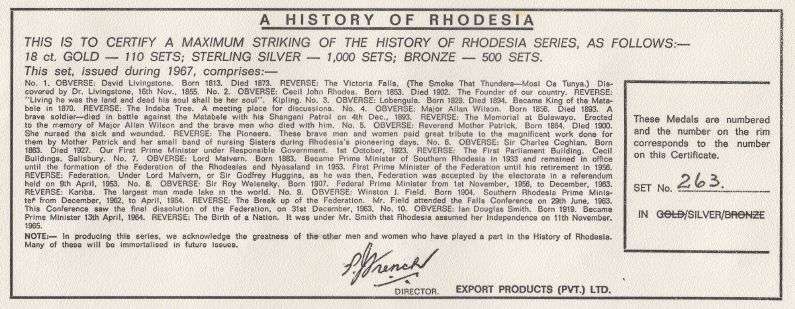 A HISTORY OF RHODESIA
THIS IS TO CERTIFY A MAXIMUM STRIKING OF THE HISTORY OF RHODESIA SERIES, AS FOLLOWS:—
18 ct. GOLD — 110 SETS; STERLING SILVER — 1,000 SETS; BRONZE — 500 SETS.
This set, issued during 1967, comprises:—
No. 1. OBVERSE: David Livingstone. Born 1813. Died 1873. REVERSE: The Victoria Falls. (The Smoke That Thunders—Mosi Oa Tunya.) Dis-
covered by Dr. Livingstone, 16th Nov., 1855. No. 2. OBVERSE: Cecil John Rhodes. Born 1853. Died 1902. The Founder of our country. REVERSE:
"Living he was the land and dead his soul shall be her soul". Kipling. No. 3. OBVERSE: Lobengula. Born 1829. Died 1894. Became King of the Mata-
bele in 1870. REVERSE: The Indaba Tree. A meeting place for discussions. No. 4. OBVERSE: Major Allan Wilson. Born 1856. Died 1893. A
brave soldier—died in battle against the Matabele with his Shangani Patrol on 4th Dec., 1893. REVERSE: The Memorial at Bulawayo. Erected
to the memory of Major Allen Wilson and the brave men who died with him. No. 5. OBVERSE: Reverend Mother Patrick. Born 1864. Died 1900.
She nursed the sick and wounded. REVERSE: The Pioneers. These brave men and women paid great tribute to the magnificent work done for
them by Mother Patrick and her small band of nursing Sisters during Rhodesia's pioneering days. No. 6. OBVERSE: Sir Charles Coghlan. Born
1863. Died 1927. Our First Prime Minister under Responsible Government. 1st October, 1923. REVERSE: The First Parliament Building. Cecil
Buildings, Salisbury. No. 7. OBVERSE: Lord Malvern. Born 1883. Became Prime Minister of Southern Rhodesia in 1933 and remained in office
until the formation of the Federation of the Rhodesias and Nyasaland in 1953. First Prime Minister of the Federation until his retirement in 1956.
REVERSE: Federation. Under Lord Malvern, or Sir Godfrey Huggins, as he was then, Federation was accepted by the electorate in a referendum
held on 9th April, 1953. No. 8. OBVERSE: Sir Roy Welensky. Born 1907. Federal Prime Minister from 1st November, 1956, to December, 1963.
REVERSE: Kariba. The largest man made lake in the world. No. 9. OBVERSE: Winston J. Field. Born 1904. Southern Rhodesia Prime Minis-
ter from December, 1962, to April, 1964. REVERSE: The Break up of the Federation. Mr. Field attended the Falls Conference on 29th June, 1963.
This Conference saw the final dissolution of the Federation, on 31st December, 1963. No. 10. OBVERSE: Ian Douglas Smith. Born 1919. Became
Prime Minister 13th April, 1964. REVERSE: The Birth of a Nation. It was under Mr. Smith that Rhodesia assumed her Independence on 11th November.
1965.
NOTE:— In producing this series, we acknowledge the greatness of the other men and women who have played a part in the History of Rhodesia.
Many of these will be immortalised in future issues.
P. J. French
DIRECTOR. EXPORT PRODUCTS (PVT.) LTD.
These Medals are numbered
and the number on the rim
corresponds to the number
on this Certificate.
SET No. 263.
IN GOLD/SILVER/BRONZE